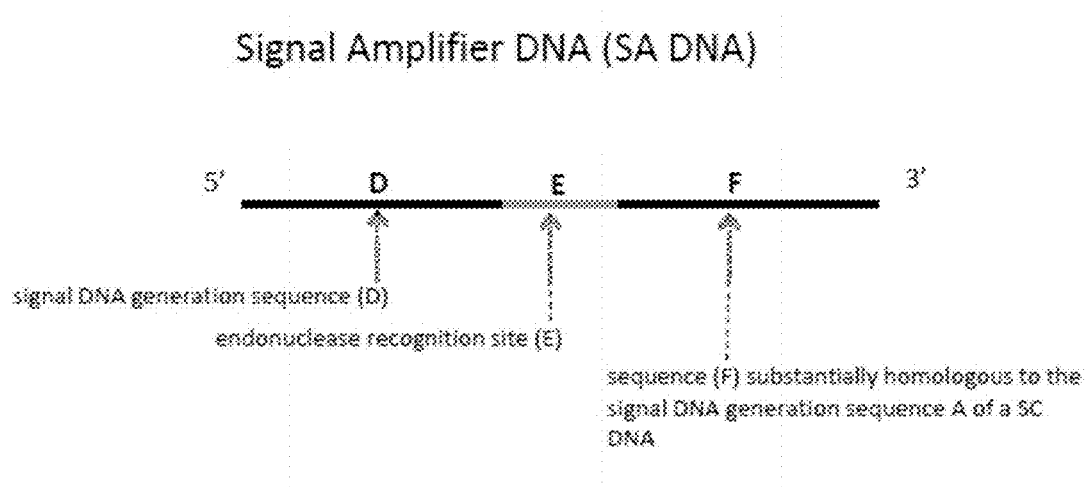 Signal Amplifier DNA (SA DNA)
5' D E F 3'
signal DNA generation sequence (D)
endonuclease recognition site (E)
sequence (F) substantially homologous to the
signal DNA generation sequence A of a SC
DNA